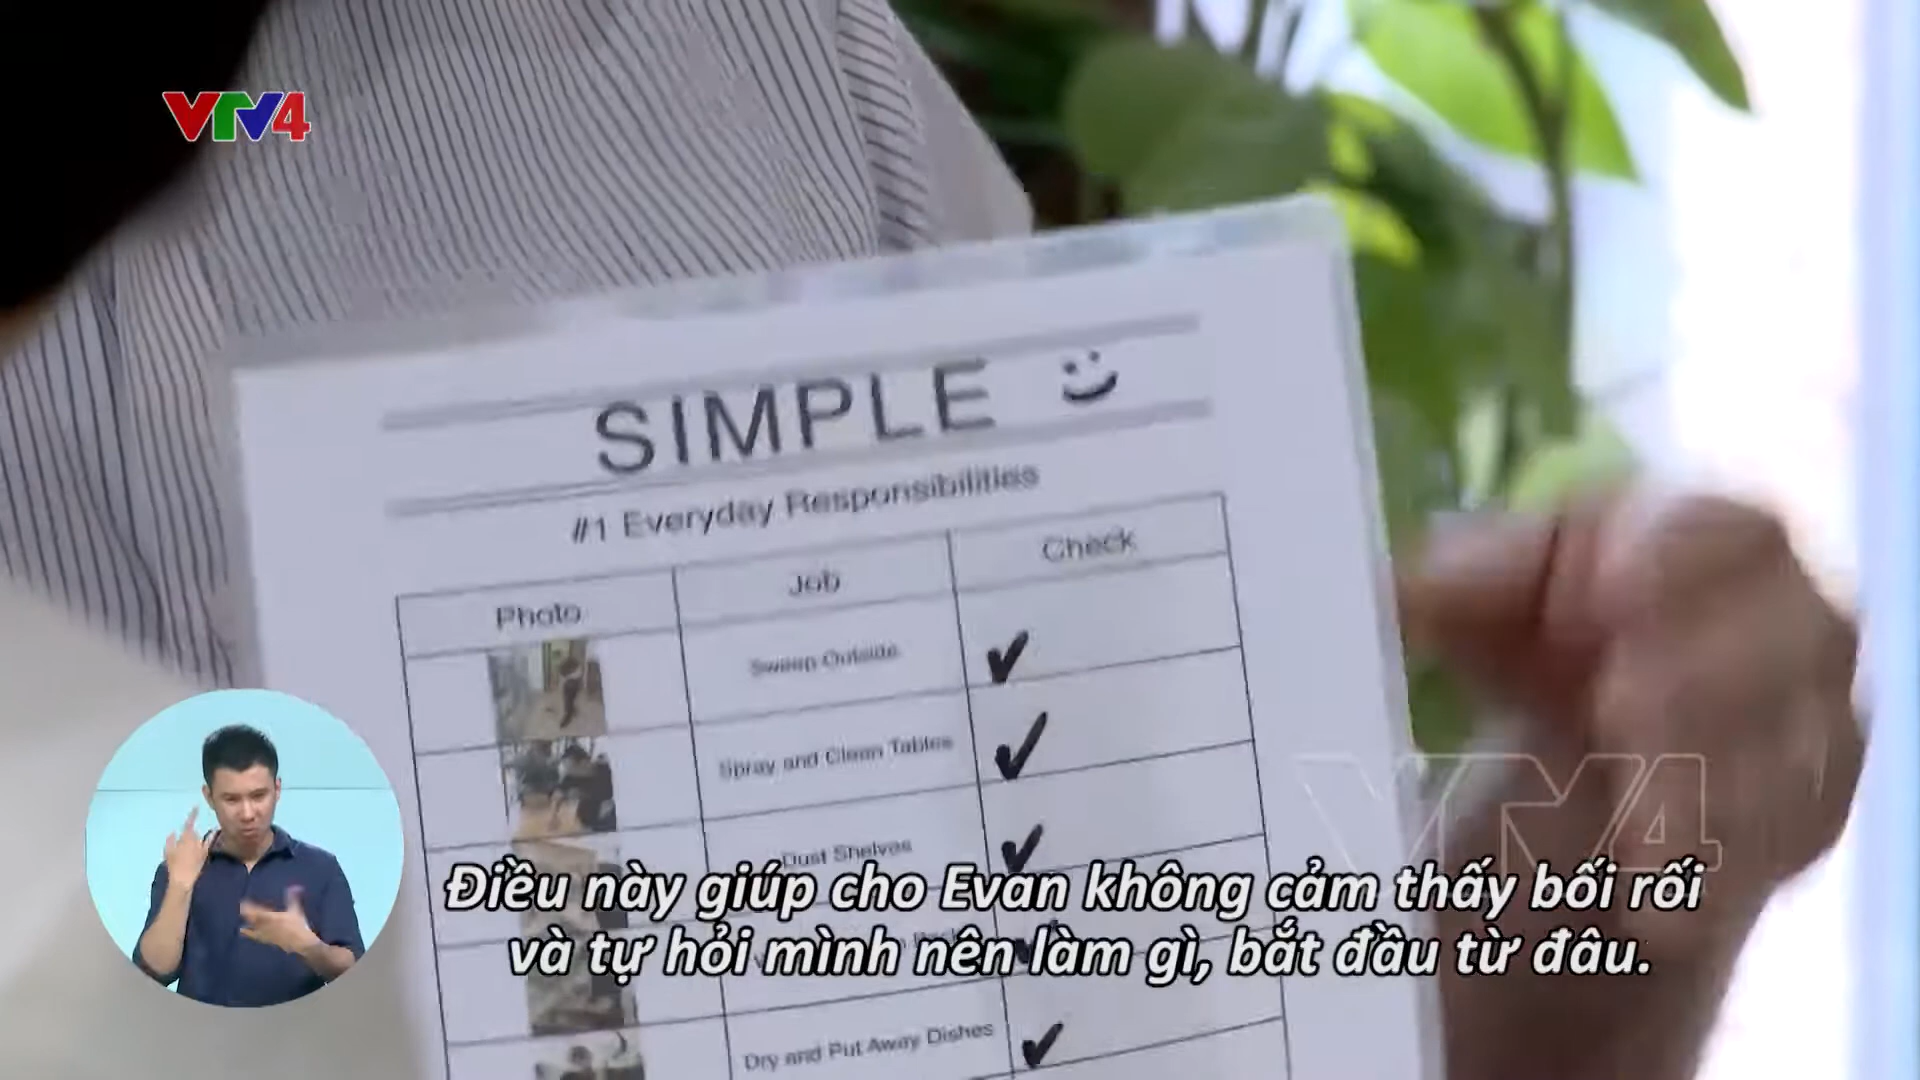 VTV4
SIMPLE
#1 Everyday Responsibilities
Photo
Job
Check
Sweep Outside
Spray and Clean Tables
Dust Shelves
Dry and Put Away Dishes
VTV4
Điều này giúp cho Evan không cảm thấy bối rối
và tự hỏi mình nên làm gì, bắt đầu từ đâu.